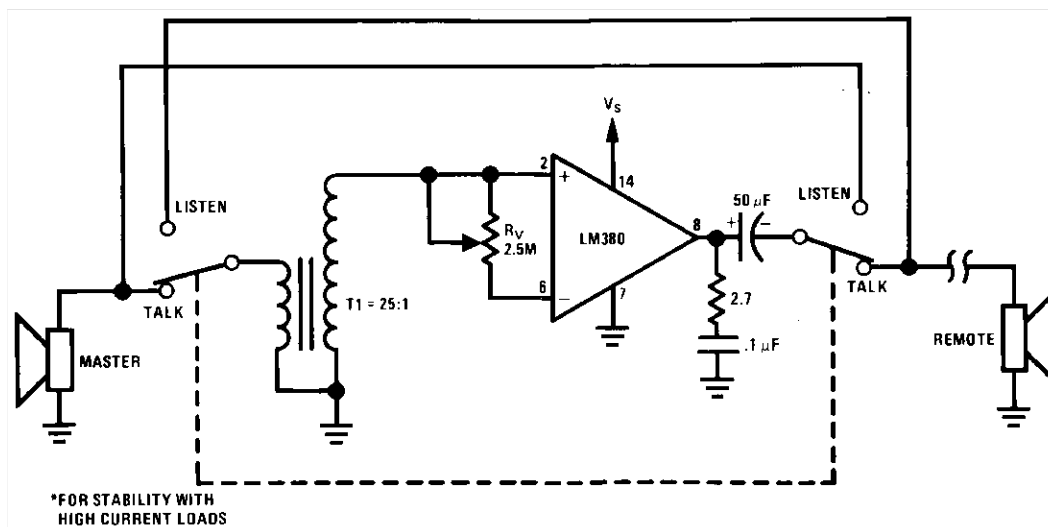 LISTEN
TALK
MASTER
T1 = 25:1
RV
2.5M
2
6
+
−
LM380
VS
14
7
8
50 μF
+
−
2.7
.1 μF
LISTEN
TALK
REMOTE
*FOR STABILITY WITH
HIGH CURRENT LOADS